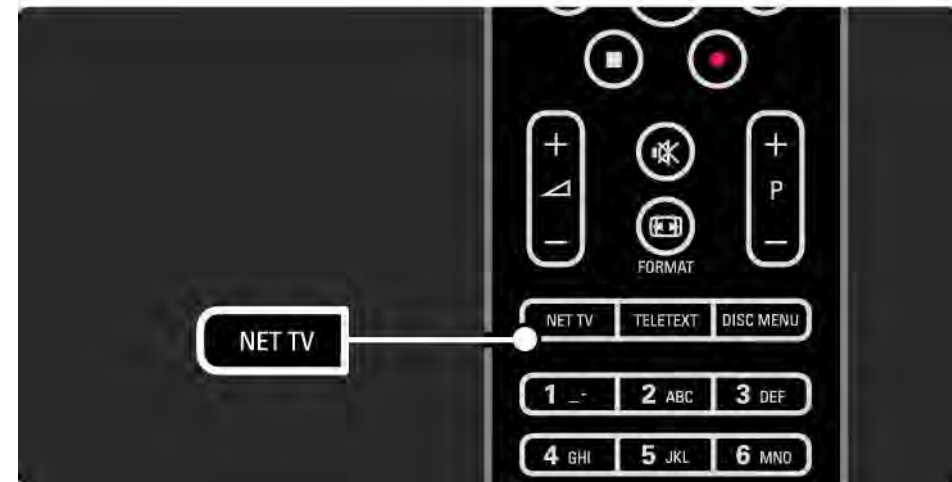 + +
P
− −
FORMAT
NET TV TELETEXT DISC MENU
NET TV
1 _- 2 ABC 3 DEF
4 GHI 5 JKL 6 MNO